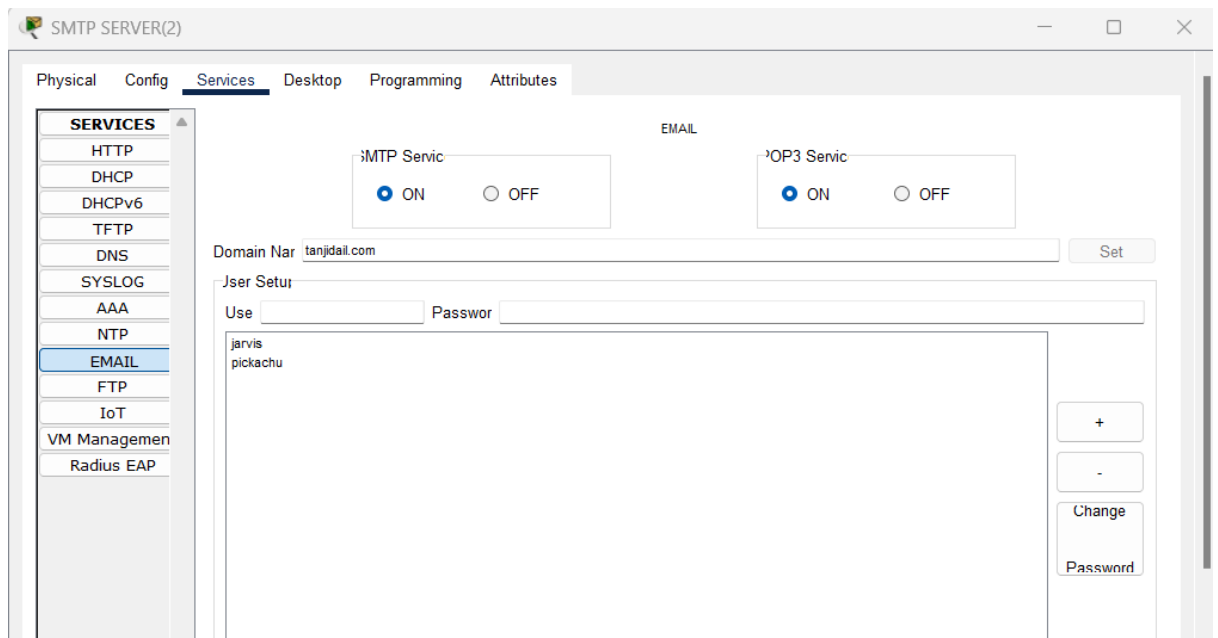 SMTP SERVER(2)
Physical Config Services Desktop Programming Attributes
SERVICES
HTTP
DHCP
DHCPv6
TFTP
DNS
SYSLOG
AAA
NTP
EMAIL
FTP
IoT
VM Managemen
Radius EAP
EMAIL
SMTP Servic
POP3 Servic
ON OFF
ON OFF
Domain Nar tanjidail.com Set
User Setup
Use Passwor
jarvis
pickachu
+
-
Change
Password